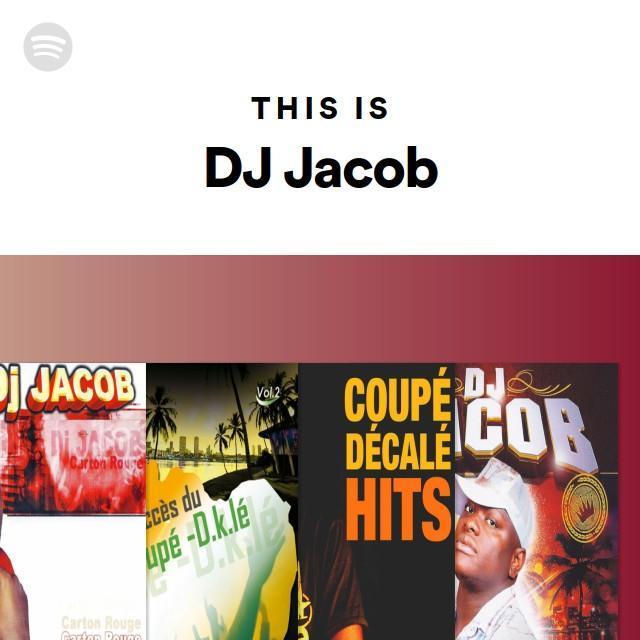 THIS IS
DJ Jacob
Dj JACOB
Dj JACOB
Carton Rouge
Carton Rouge
Carton Rouge
Vol.2
ccès du
upé -D.k.lé
COUPÉ
DÉCALÉ
HITS
DJ
ACOB